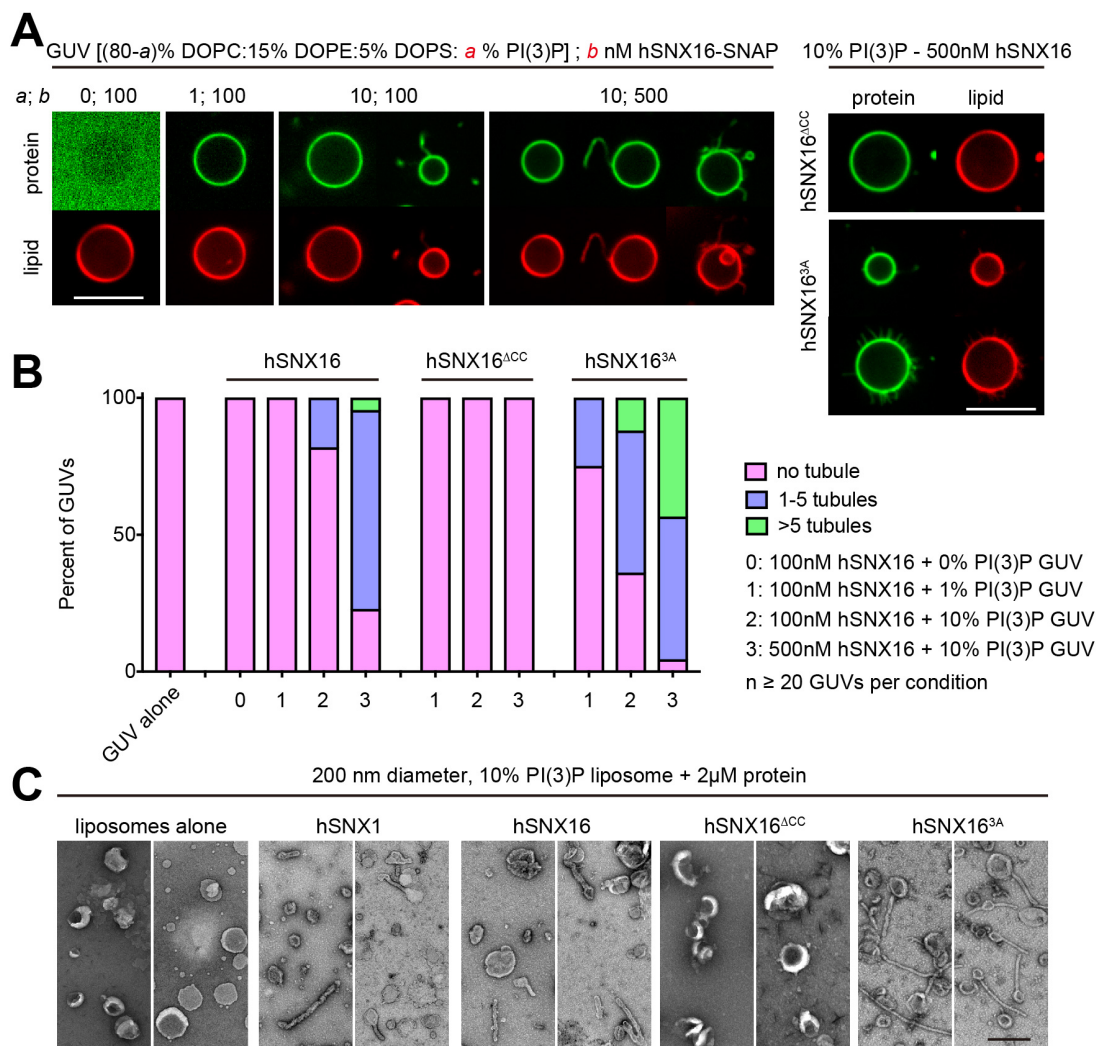 A
GUV [(80-a)% DOPC:15% DOPE:5% DOPS: a % PI(3)P] ; b nM hSNX16-SNAP
10% PI(3)P - 500nM hSNX16
a; b
0; 100
1; 100
10; 100
10; 500
protein
lipid
protein
lipid
hSNX16ΔCC
hSNX163A
B
hSNX16
hSNX16ΔCC
hSNX163A
Percent of GUVs
100
50
0
GUV alone
0
1
2
3
1
2
3
1
2
3
no tubule
1-5 tubules
>5 tubules
0: 100nM hSNX16 + 0% PI(3)P GUV
1: 100nM hSNX16 + 1% PI(3)P GUV
2: 100nM hSNX16 + 10% PI(3)P GUV
3: 500nM hSNX16 + 10% PI(3)P GUV
n ≥ 20 GUVs per condition
C
200 nm diameter, 10% PI(3)P liposome + 2μM protein
liposomes alone
hSNX1
hSNX16
hSNX16ΔCC
hSNX163A